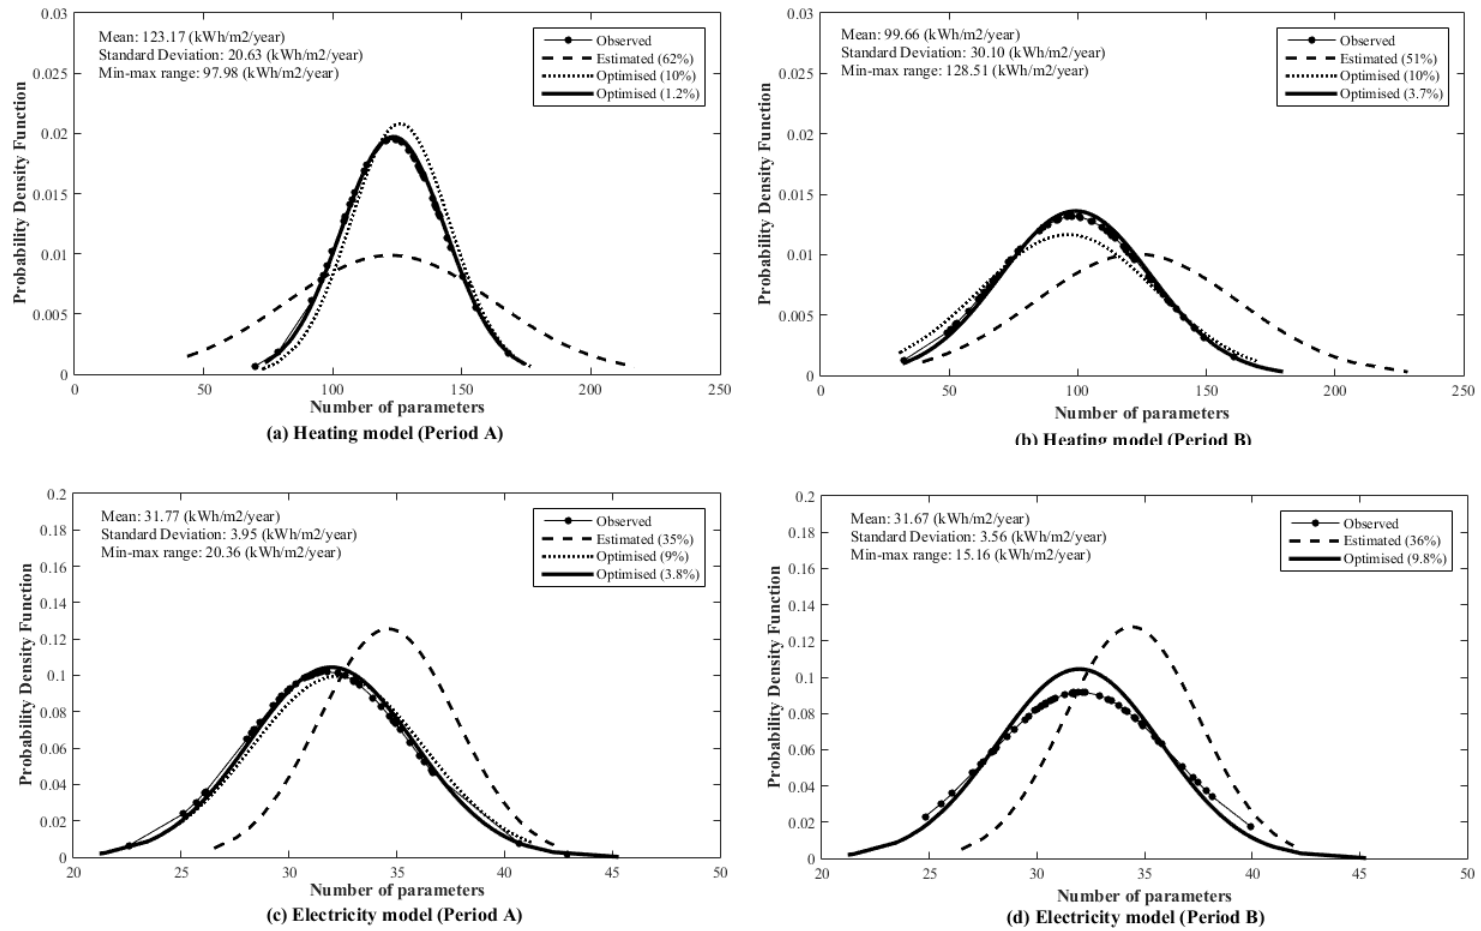 0.03
0.025
0.02
0.015
0.01
0.005
0
Probability Density Function
Mean: 123.17 (kWh/m2/year)
Standard Deviation: 20.63 (kWh/m2/year)
Min-max range: 97.98 (kWh/m2/year)
Observed
Estimated (62%)
Optimised (10%)
Optimised (1.2%)
0 50 100 150 200 250
Number of parameters
(a) Heating model (Period A)
0.03
0.025
0.02
0.015
0.01
0.005
0
Probability Density Function
Mean: 99.66 (kWh/m2/year)
Standard Deviation: 30.10 (kWh/m2/year)
Min-max range: 128.51 (kWh/m2/year)
Observed
Estimated (51%)
Optimised (10%)
Optimised (3.7%)
0 50 100 150 200 250
Number of parameters
(b) Heating model (Period B)
0.2
0.18
0.16
0.14
0.12
0.1
0.08
0.06
0.04
0.02
0
Probability Density Function
Mean: 31.77 (kWh/m2/year)
Standard Deviation: 3.95 (kWh/m2/year)
Min-max range: 20.36 (kWh/m2/year)
Observed
Estimated (35%)
Optimised (9%)
Optimised (3.8%)
20 25 30 35 40 45 50
Number of parameters
(c) Electricity model (Period A)
0.2
0.18
0.16
0.14
0.12
0.1
0.08
0.06
0.04
0.02
0
Probability Density Function
Mean: 31.67 (kWh/m2/year)
Standard Deviation: 3.56 (kWh/m2/year)
Min-max range: 15.16 (kWh/m2/year)
Observed
Estimated (36%)
Optimised (9.8%)
20 25 30 35 40 45 50
Number of parameters
(d) Electricity model (Period B)